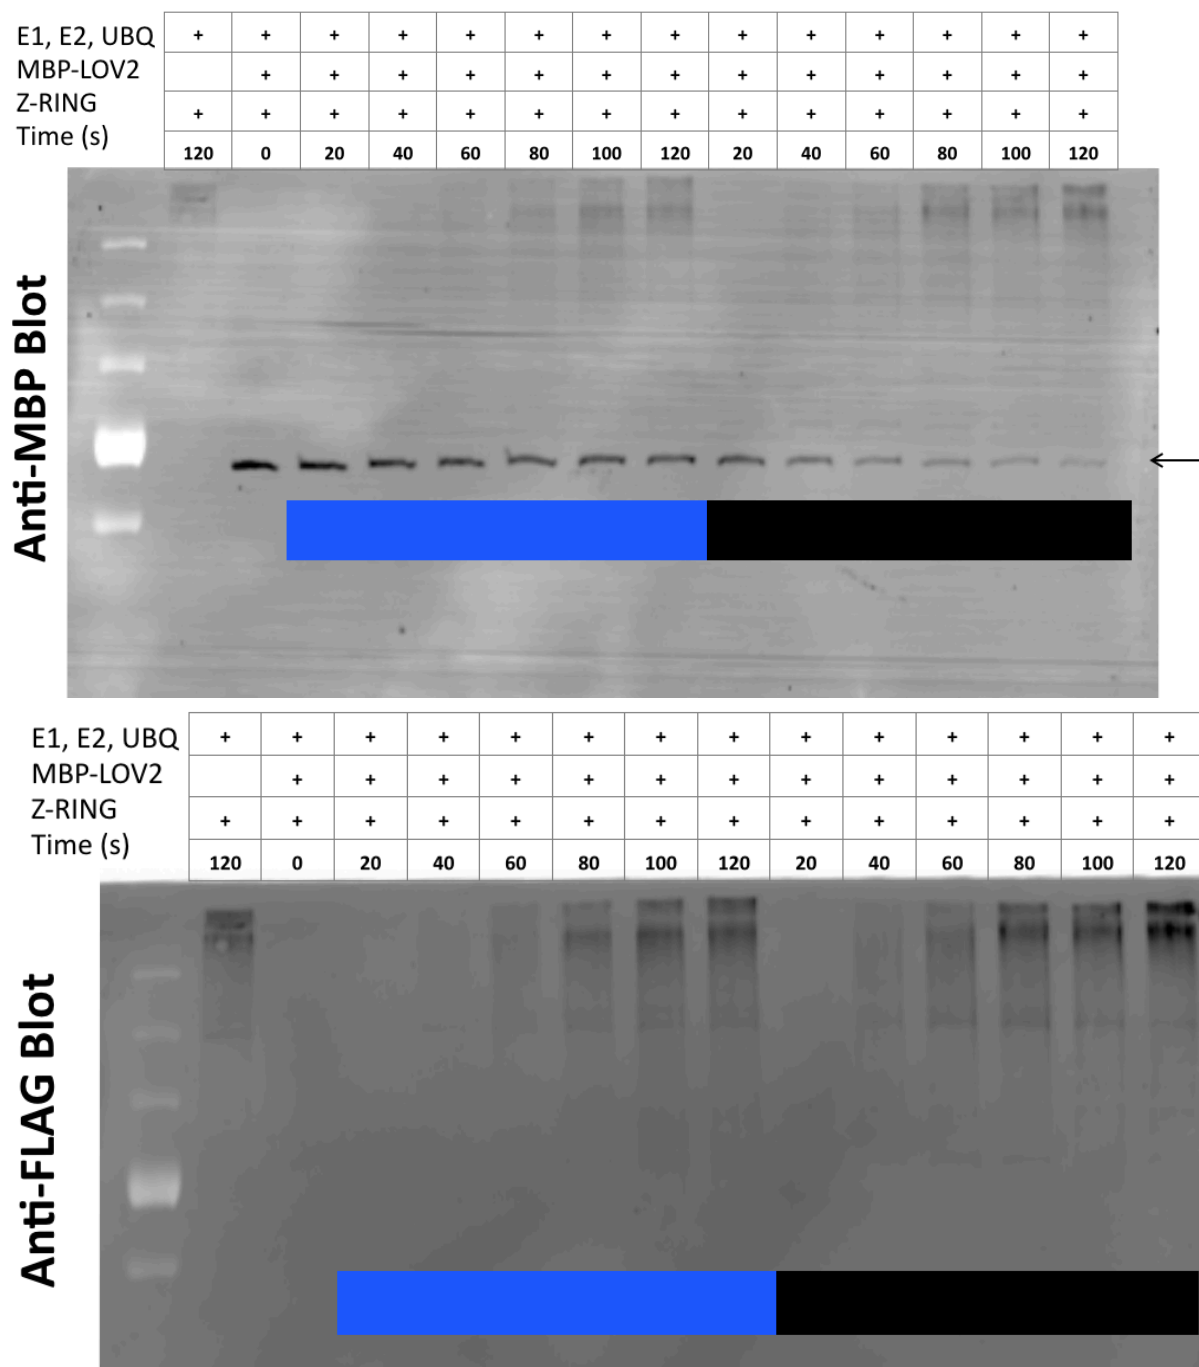 E1, E2, UBQ + + + + + + + + + + + + + +
MBP-LOV2 + + + + + + + + + + + + +
Z-RING + + + + + + + + + + + + + +
Time (s) 120 0 20 40 60 80 100 120 20 40 60 80 100 120
Anti-MBP Blot
E1, E2, UBQ + + + + + + + + + + + + + +
MBP-LOV2 + + + + + + + + + + + + +
Z-RING + + + + + + + + + + + + + +
Time (s) 120 0 20 40 60 80 100 120 20 40 60 80 100 120
Anti-FLAG Blot